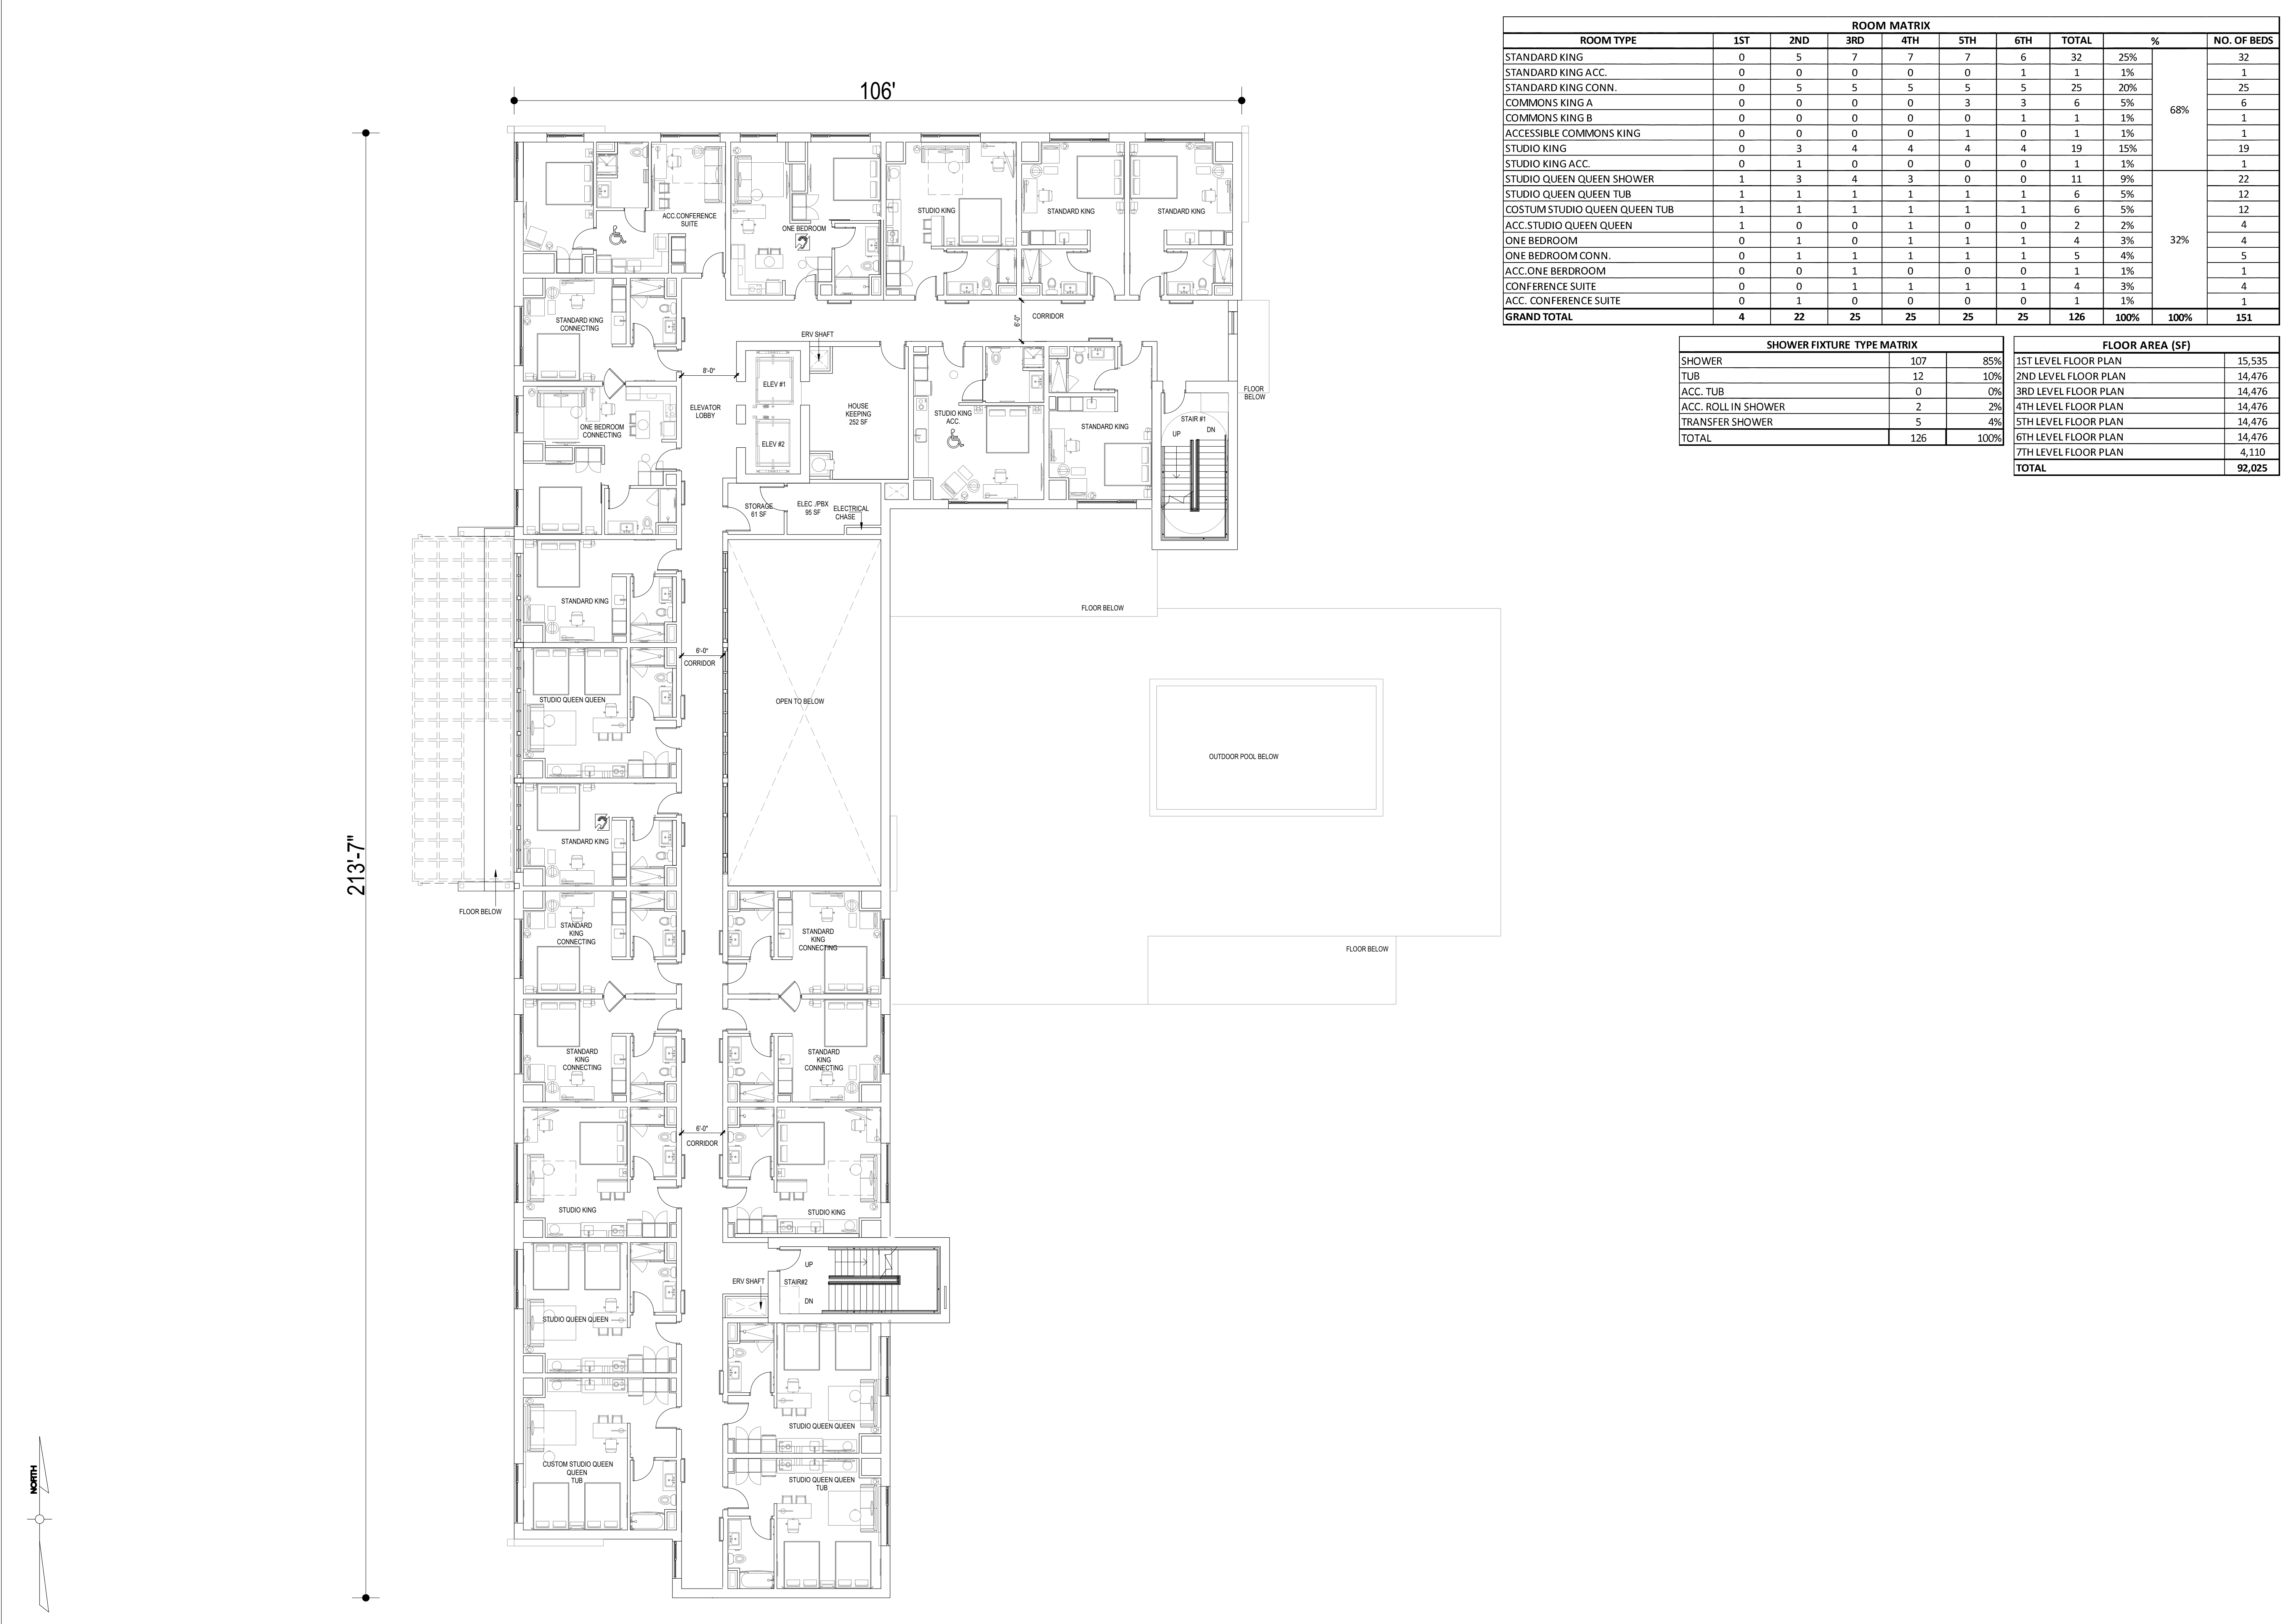 ROOM MATRIX
ROOM TYPE 1ST 2ND 3RD 4TH 5TH 6TH TOTAL % NO. OF BEDS
STANDARD KING 0 5 7 7 7 6 32 25% 32
STANDARD KING ACC. 0 0 0 0 0 1 1 1% 1
STANDARD KING CONN. 0 5 5 5 5 5 25 20% 25
COMMONS KING A 0 0 0 0 3 3 6 5% 6
68%
COMMONS KING B 0 0 0 0 0 1 1 1% 1
ACCESSIBLE COMMONS KING 0 0 0 0 1 0 1 1% 1
STUDIO KING 0 3 4 4 4 4 19 15% 19
STUDIO KING ACC. 0 1 0 0 0 0 1 1% 1
STUDIO QUEEN QUEEN SHOWER 1 3 4 3 0 0 11 9% 22
STUDIO QUEEN QUEEN TUB 1 1 1 1 1 1 6 5% 12
COSTUM STUDIO QUEEN QUEEN TUB 1 1 1 1 1 1 6 5% 12
ACC.STUDIO QUEEN QUEEN 1 0 0 1 0 0 2 2% 4
ONE BEDROOM 0 1 0 1 1 1 4 3% 32% 4
ONE BEDROOM CONN. 0 1 1 1 1 1 5 4% 5
ACC.ONE BERDROOM 0 0 1 0 0 0 1 1% 1
CONFERENCE SUITE 0 0 1 1 1 1 4 3% 4
ACC. CONFERENCE SUITE 0 1 0 0 0 0 1 1% 1
GRAND TOTAL 4 22 25 25 25 25 126 100% 100% 151
SHOWER FIXTURE TYPE MATRIX
SHOWER 107 85%
TUB 12 10%
ACC. TUB 0 0%
ACC. ROLL IN SHOWER 2 2%
TRANSFER SHOWER 5 4%
TOTAL 126 100%
FLOOR AREA (SF)
1ST LEVEL FLOOR PLAN 15,535
2ND LEVEL FLOOR PLAN 14,476
3RD LEVEL FLOOR PLAN 14,476
4TH LEVEL FLOOR PLAN 14,476
5TH LEVEL FLOOR PLAN 14,476
6TH LEVEL FLOOR PLAN 14,476
7TH LEVEL FLOOR PLAN 4,110
TOTAL 92,025
106'
213'-7"
ACC.CONFERENCE
SUITE
ONE BEDROOM
STUDIO KING
STANDARD KING
STANDARD KING
STANDARD KING
CONNECTING
ERV SHAFT
6'-0"
CORRIDOR
8'-0"
ELEV #1
ELEVATOR
LOBBY
ELEV #2
HOUSE
KEEPING
252 SF
STUDIO KING
ACC.
STANDARD KING
STAIR #1
UP
DN
FLOOR
BELOW
ONE BEDROOM
CONNECTING
STORAGE
61 SF
ELEC ./PBX
95 SF
ELECTRICAL
CHASE
STANDARD KING
FLOOR BELOW
6'-0"
CORRIDOR
STUDIO QUEEN QUEEN
OPEN TO BELOW
OUTDOOR POOL BELOW
STANDARD KING
FLOOR BELOW
STANDARD
KING
CONNECTING
STANDARD
KING
CONNECTING
FLOOR BELOW
STANDARD
KING
CONNECTING
STANDARD
KING
CONNECTING
6'-0"
CORRIDOR
STUDIO KING
STUDIO KING
UP
ERV SHAFT
STAIR#2
DN
STUDIO QUEEN QUEEN
STUDIO QUEEN QUEEN
CUSTOM STUDIO QUEEN
QUEEN
TUB
STUDIO QUEEN QUEEN
TUB
NORTH